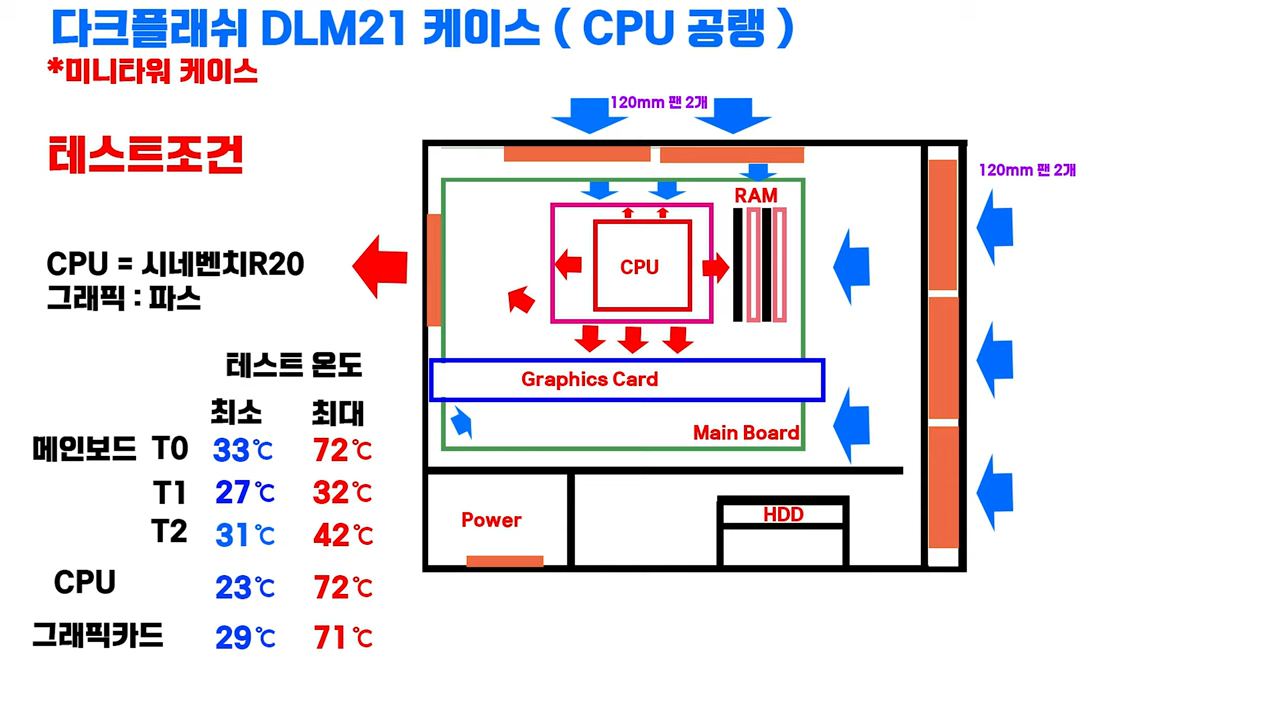 다크플래쉬 DLM21 케이스 ( CPU 공랭 )
*미니타워 케이스
120mm 팬 2개
테스트조건
120mm 팬 2개
RAM
CPU
CPU = 시네벤치R20
그래픽 : 파스
테스트 온도
Graphics Card
최소 최대
Main Board
메인보드 T0 33℃ 72℃
T1 27℃ 32℃
T2 31℃ 42℃
Power
HDD
CPU 23℃ 72℃
그래픽카드 29℃ 71℃